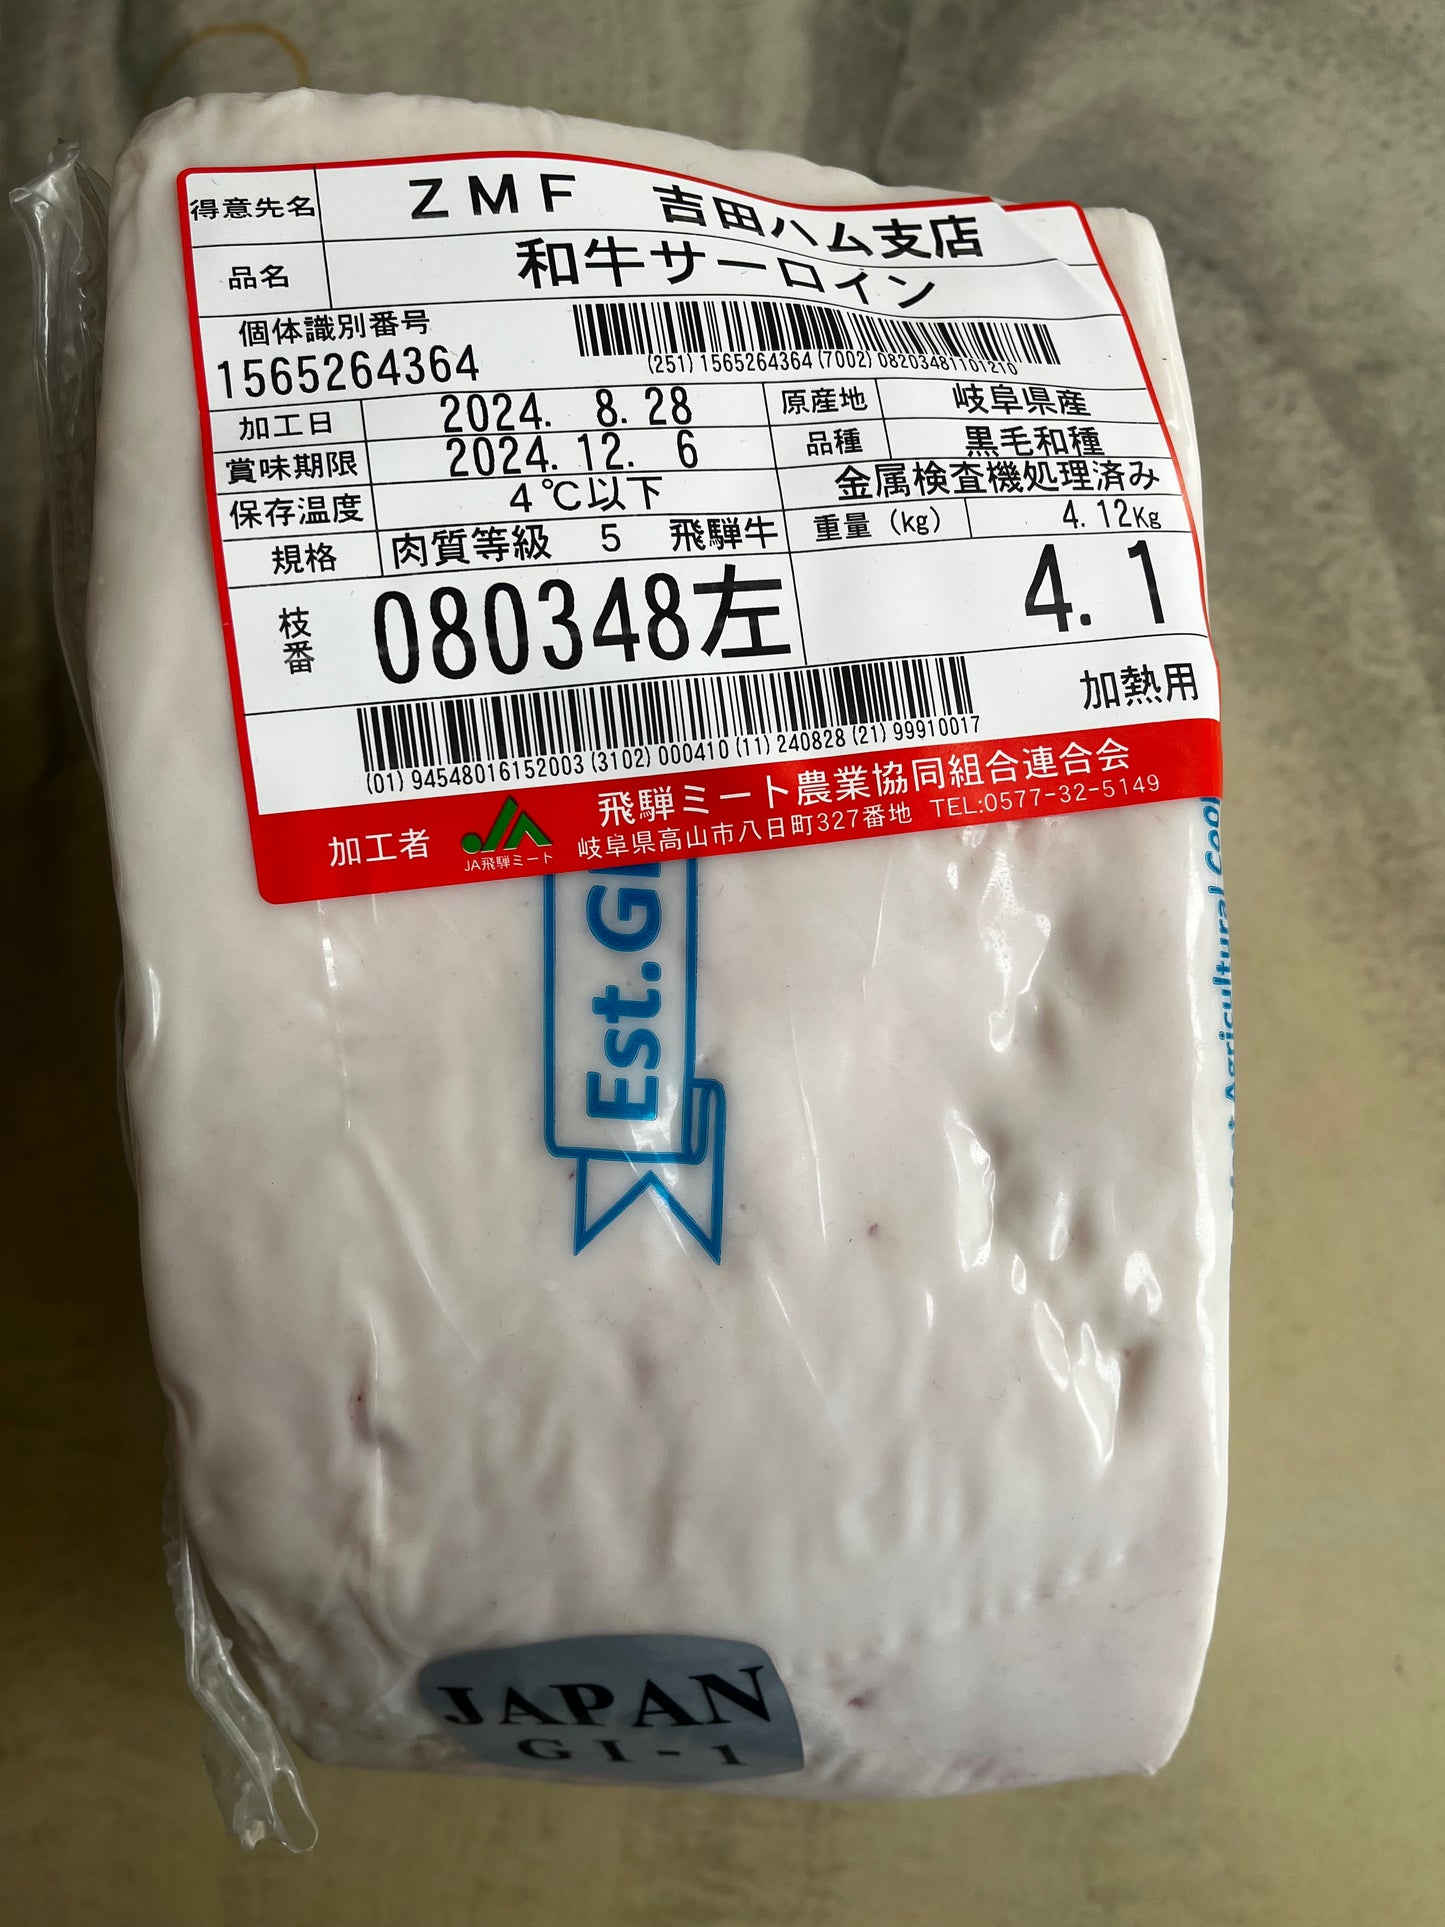 得意先名 ZMF 吉田ハム支店
品名 和牛サーロイン
個体識別番号
1565264364
(251) 1565264364 (7002) 08203481101210
加工日 2024. 8. 28 原産地 岐阜県産
賞味期限 2024. 12. 6 品種 黒毛和種
保存温度 4℃以下 金属検査機処理済み
規格 肉質等級 5 飛騨牛 重量(kg) 4.12Kg
枝番 080348左 4.1
加熱用
(01) 94548016152003 (3102) 000410 (11) 240828 (21) 99910017
加工者 JA飛騨ミート
飛騨ミート農業協同組合連合会
岐阜県高山市八日町327番地 TEL:0577-32-5149
Est.G
Agricultural
JAPAN
GI-1